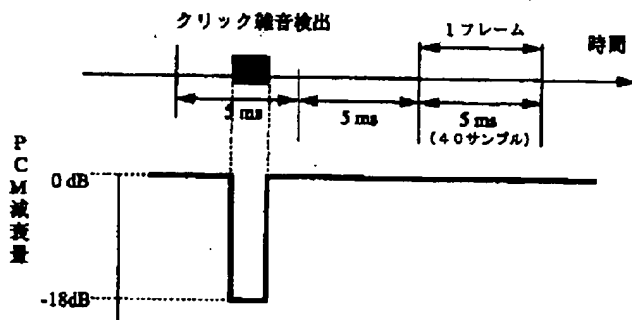 クリック雑音検出
1フレーム
時間
5 ms
5 ms
5 ms
(40サンプル)
PCM減衰量
0 dB
-18dB